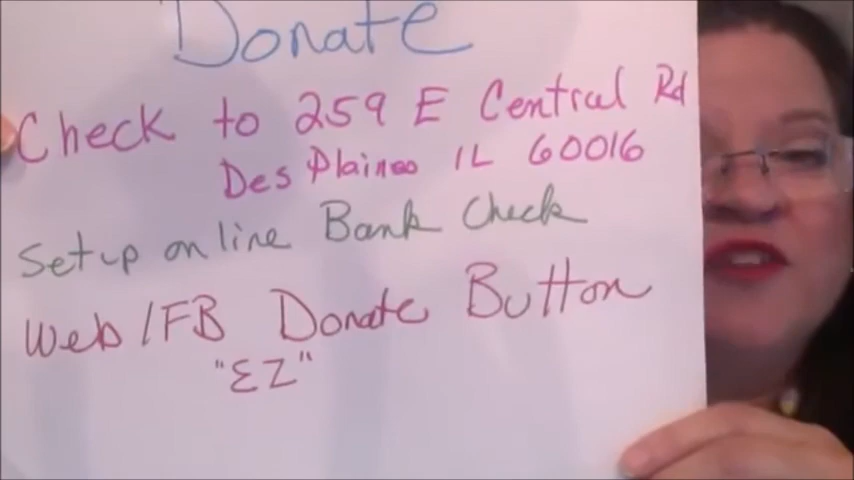 Donate
Check to 259 E Central Rd
Des Plaines IL 60016
Setup online Bank Check
Web/FB Donate Button
"EZ"